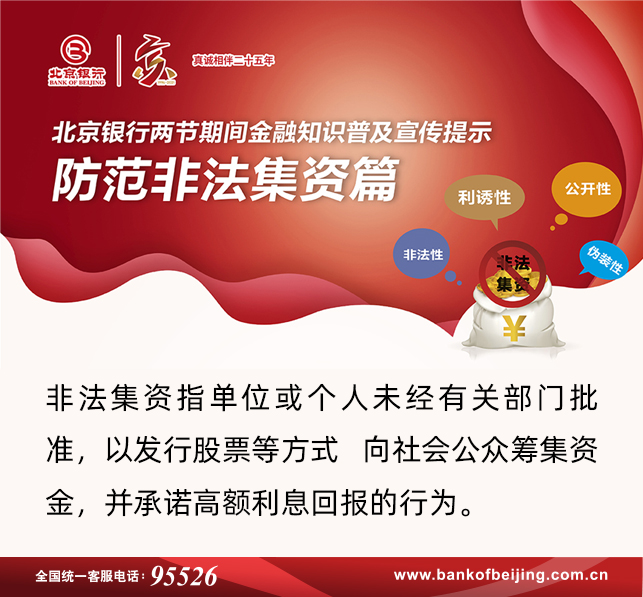 北京银行
BANK OF BEIJING
真诚相伴二十五年
北京银行两节期间金融知识普及宣传提示
防范非法集资篇
利诱性
公开性
非法性
伪装性
非法
集资
¥
非法集资指单位或个人未经有关部门批
准，以发行股票等方式 向社会公众筹集资
金，并承诺高额利息回报的行为。
全国统一客服电话：95526
www.bankofbeijing.com.cn